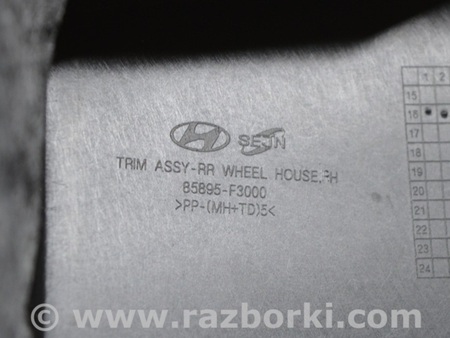 SEJIN
TRIM ASSY-RR WHEEL HOUSE,RH
85895-F3000
>PP-(MH+TD)5<
1 2
15
16
18
19
20
21
22
23
24
www.razborki.com